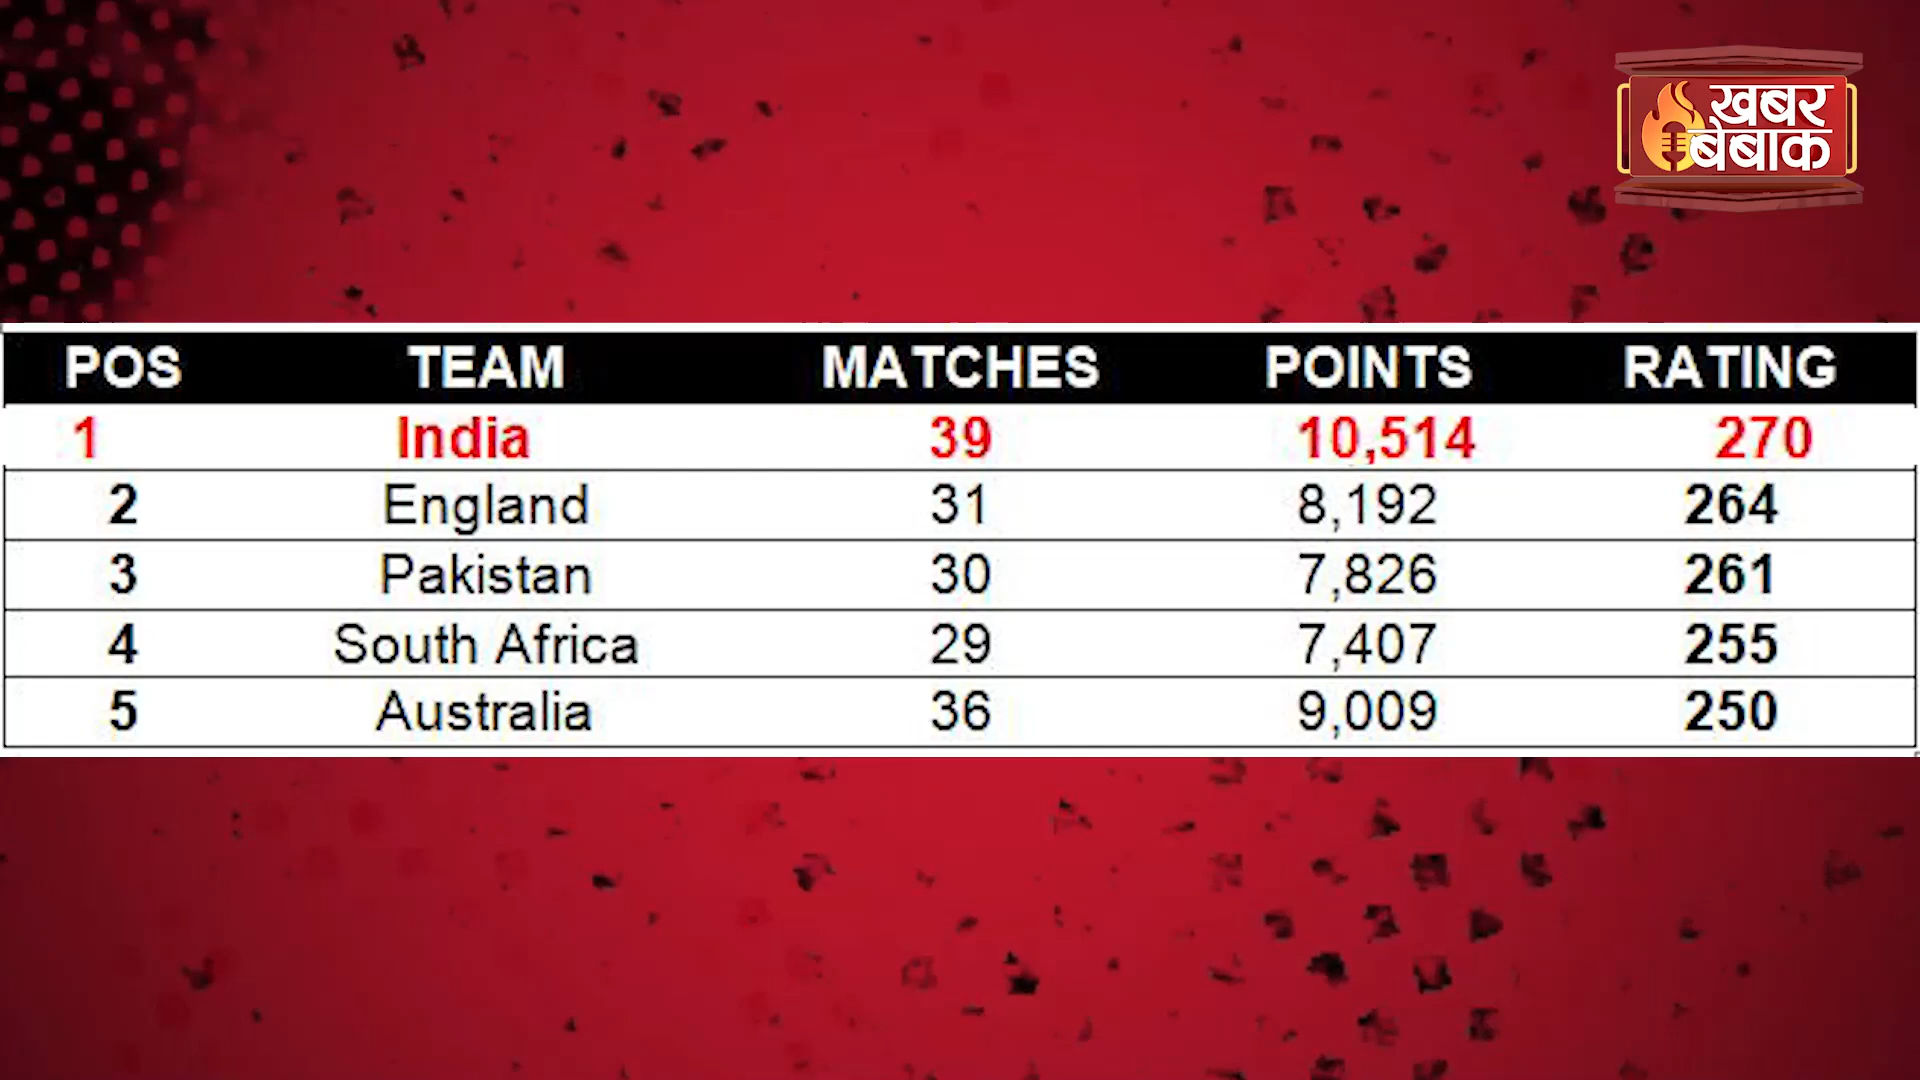 खबर
बेबाक
POS TEAM MATCHES POINTS RATING
1 India 39 10,514 270
2 England 31 8,192 264
3 Pakistan 30 7,826 261
4 South Africa 29 7,407 255
5 Australia 36 9,009 250